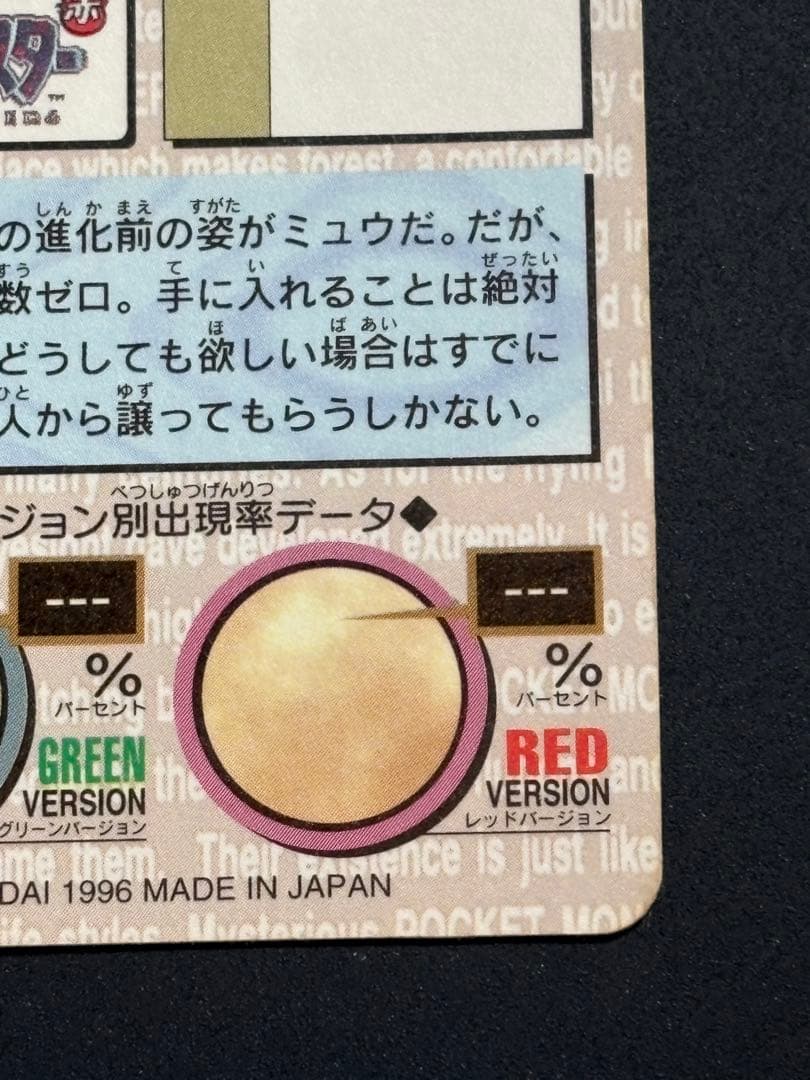 スター
™
の進化前の姿がミュウだ。だが、
数ゼロ。手に入れることは絶対
どうしても欲しい場合はすでに
人から譲ってもらうしかない。
ジョン別出現率データ◆
--- ---
% %
パーセント パーセント
GREEN RED
VERSION VERSION
グリーンバージョン レッドバージョン
DAI 1996 MADE IN JAPAN